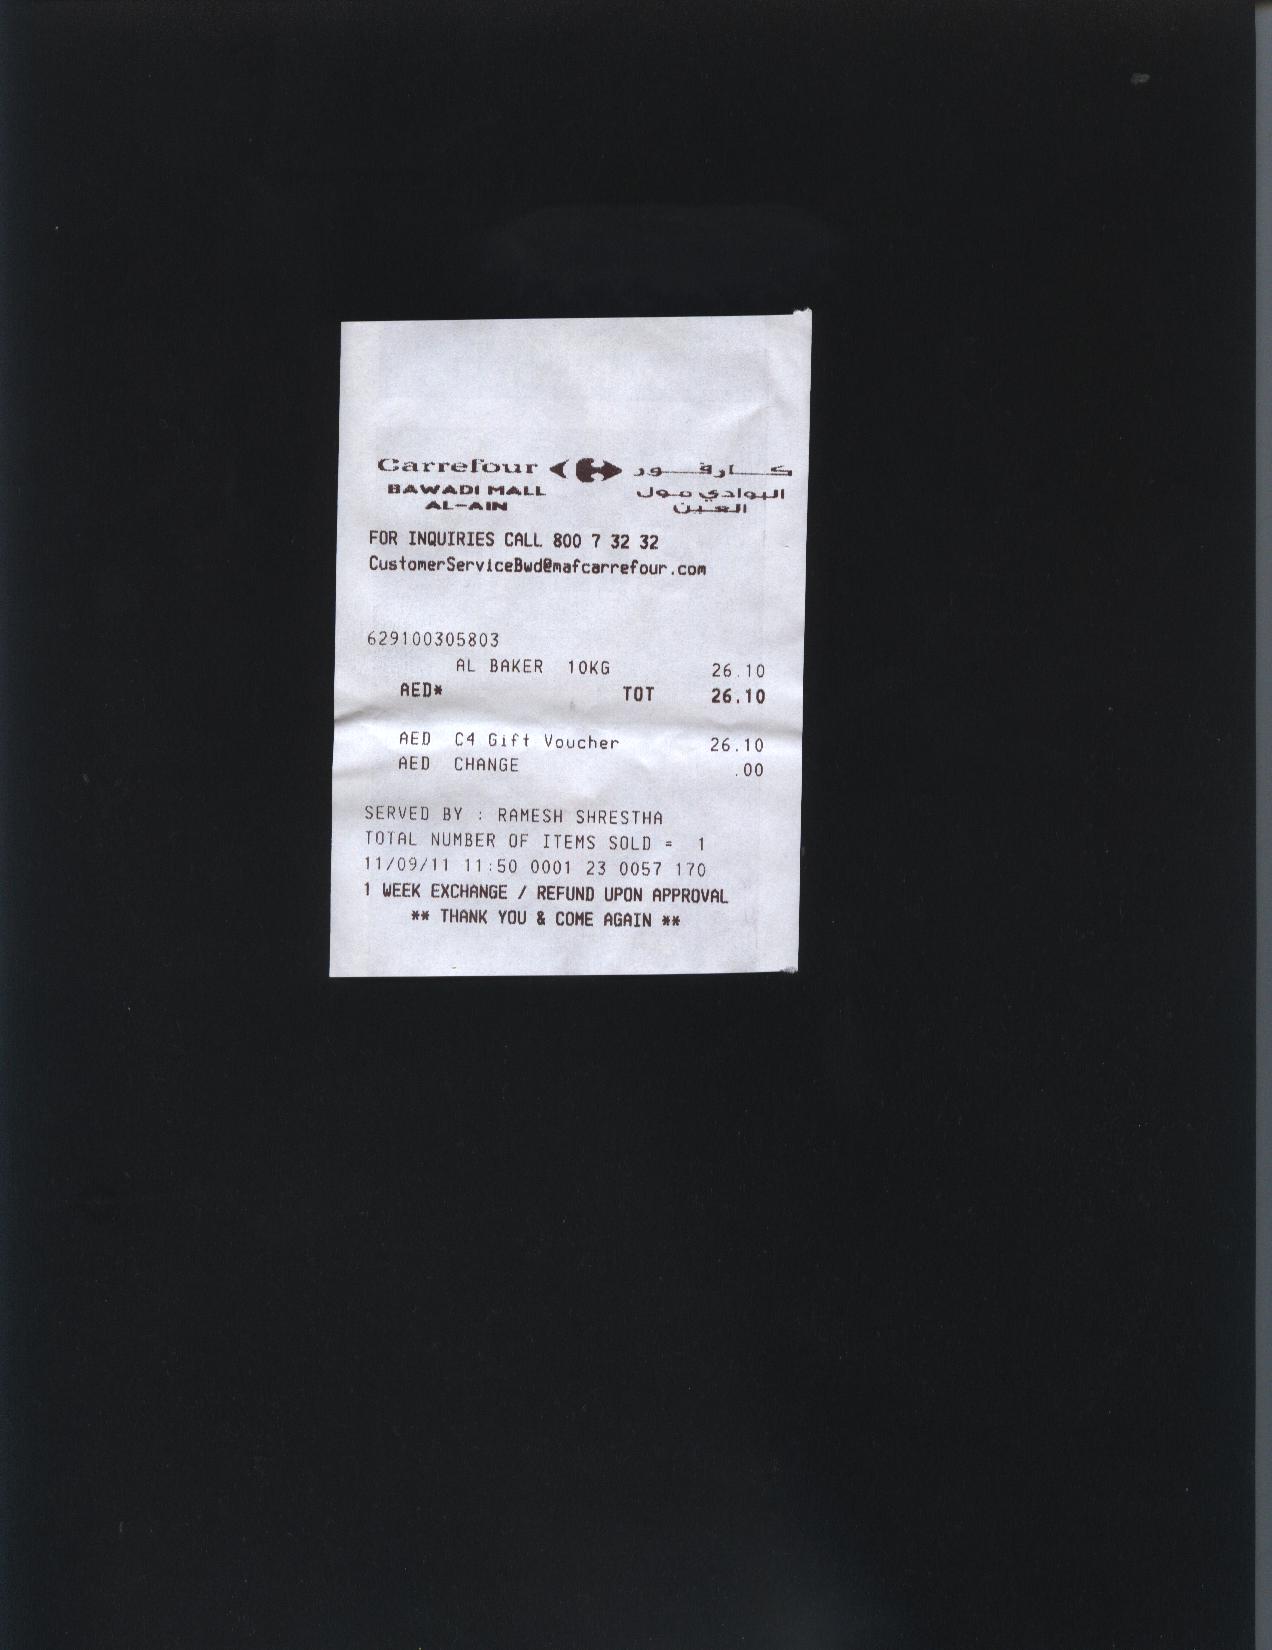 Carrefour كارفور
BAWADI MALL البوادي مول
AL-AIN العين
FOR INQUIRIES CALL 800 7 32 32
CustomerServiceBwd@mafcarrefour.com
629100305803
AL BAKER 10KG 26.10
AED* TOT 26.10
AED C4 Gift Voucher 26.10
AED CHANGE .00
SERVED BY : RAMESH SHRESTHA
TOTAL NUMBER OF ITEMS SOLD = 1
11/09/11 11:50 0001 23 0057 170
1 WEEK EXCHANGE / REFUND UPON APPROVAL
** THANK YOU & COME AGAIN **